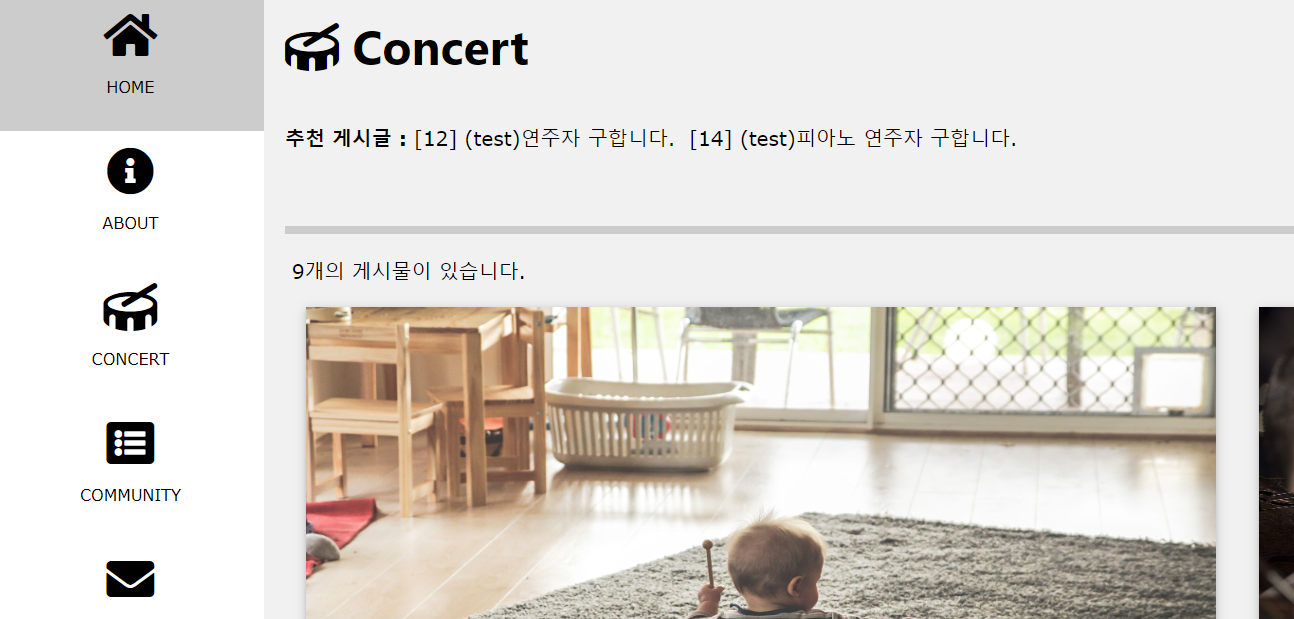 HOME
ABOUT
CONCERT
COMMUNITY
Concert
추천 게시글 : [12] (test)연주자 구합니다. [14] (test)피아노 연주자 구합니다.
9개의 게시물이 있습니다.